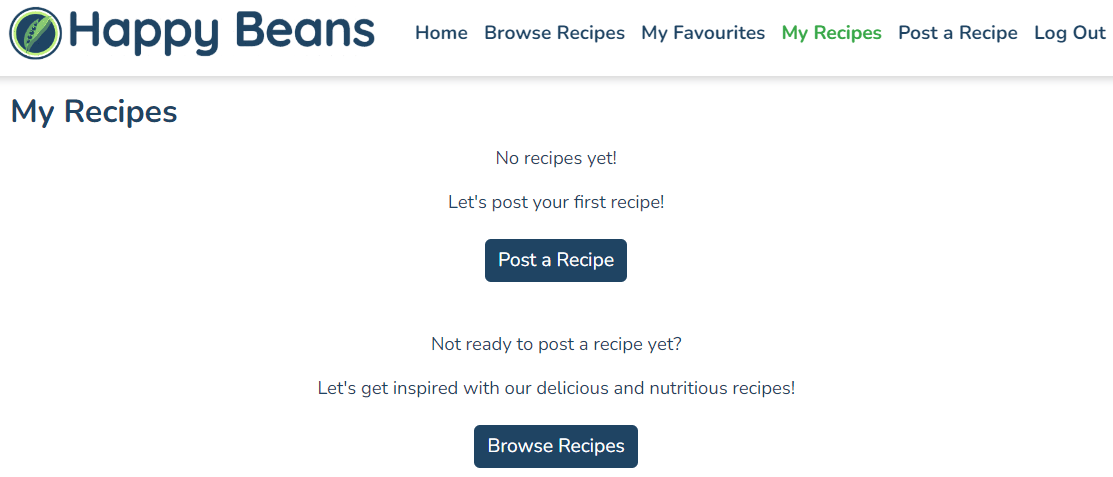 Happy Beans
Home Browse Recipes My Favourites My Recipes Post a Recipe Log Out
My Recipes
No recipes yet!
Let's post your first recipe!
Post a Recipe
Not ready to post a recipe yet?
Let's get inspired with our delicious and nutritious recipes!
Browse Recipes